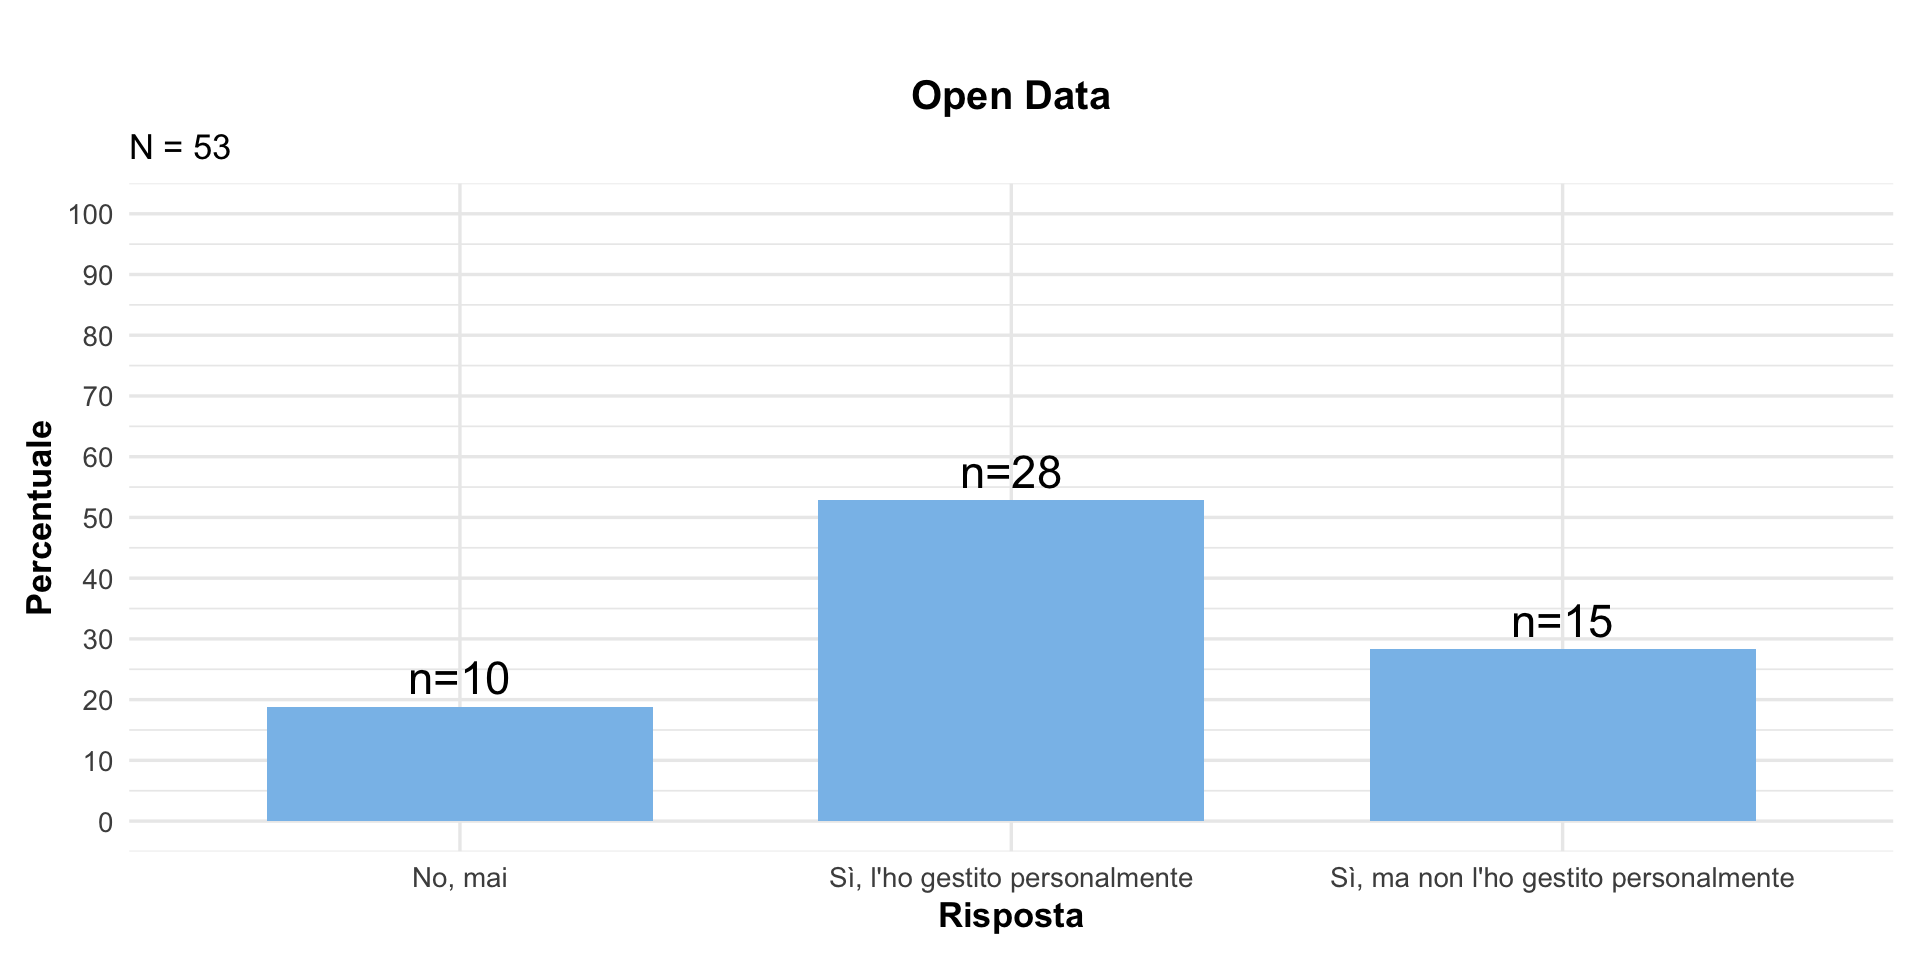 Open Data
N = 53
100
90
80
70
60
50
40
30
20
10
0
Percentuale
n=10
n=28
n=15
No, mai
Sì, l'ho gestito personalmente
Sì, ma non l'ho gestito personalmente
Risposta